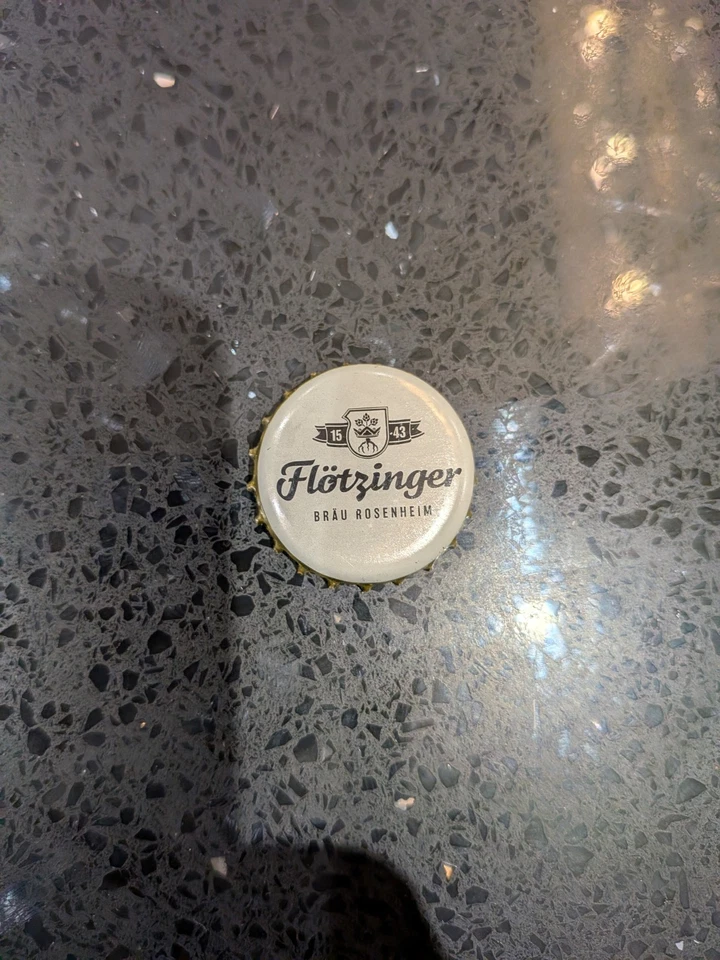 15 43
Flötzinger
BRÄU ROSENHEIM